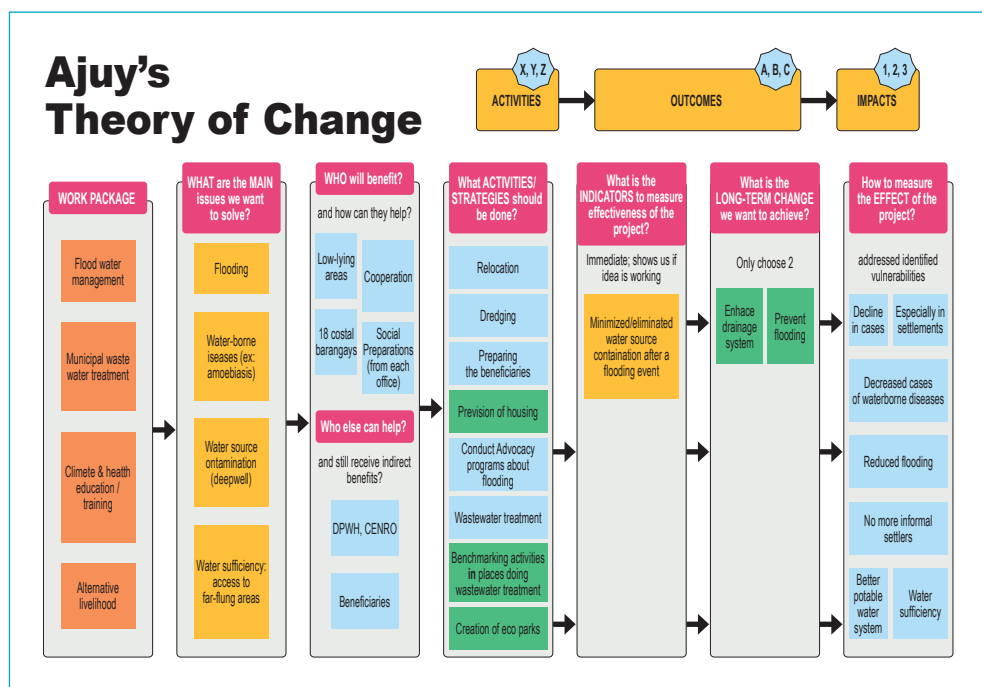 Ajuy's
Theory of Change
X, Y, Z
ACTIVITIES
A, B, C
OUTCOMES
1, 2, 3
IMPACTS
WORK PACKAGE
Flood water
management
Municipal waste
water treatment
Climete & heahth
education /
training
Alternative
livelihood
WHAT are the MAIN
issues we want
to solve?
Flooding
Water-borne
iseases (ex:
amoebiasis)
Water source
ontamination
(deepwell)
Water sufficiency:
access to
far-flung areas
WHO will benefit?
and how can they help?
Low-lying
areas
Cooperation
18 costal
barangays
Social
Preparations
(from each
office)
Who else can help?
and still receive indirect
benefits?
DPWH, CENRO
Beneficiaries
What ACTIVITIES/
STRATEGIES should
be done?
Relocation
Dredging
Preparing
the beneficiaries
Prevision of housing
Conduct Advocacy
programs about
flooding
Wastewater treatment
Benchmarking activities
in places doing
wastewater treatment
Creation of eco parks
What is the
INDICATORS to measure
effectiveness of the
project?
Immediate; shows us if
idea is working
Minimized/eliminated
water source
containation after a
flooding event
What is the
LONG-TERM CHANGE
we want to achieve?
Only choose 2
Enhace
drainage
system
Prevent
flooding
How to measure
the EFFECT of the
project?
addressed identified
vulnerabilities
Decline
in cases
Especially in
settlements
Decreased cases
of waterborne diseases
Reduced flooding
No more informal
settlers
Better
potable
water
system
Water
sufficiency